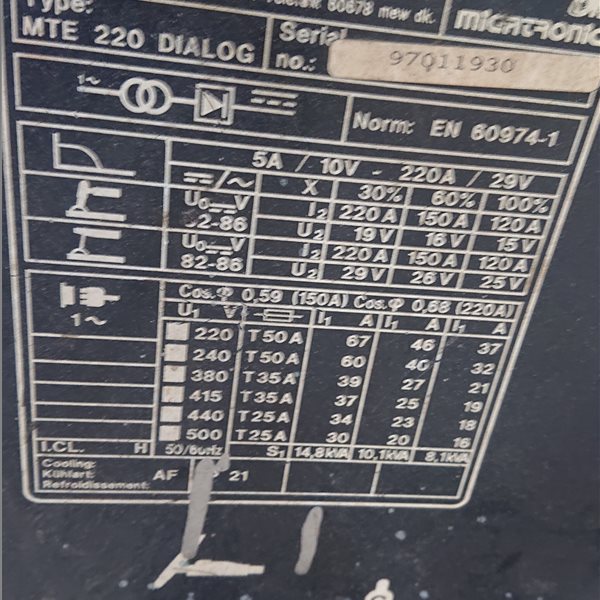 Type:
60678 mew dk.
migatronic
MTE 220 DIALOG
Serial
no.:
97011930
1~
Norm: EN 60974-1
5A / 10V - 220A / 29V
X 30% 60% 100%
U₀ V I₂ 220A 150A 120A
82-86 U₂ 19V 16V 15V
U₀ V I₂ 220A 150A 120A
82-86 U₂ 29V 26V 25V
Cos. φ 0,59 (150A) Cos. φ 0,68 (220A)
1~
U₁ V I₁ A I₁ A I₁ A
220 T50A 67 46 37
240 T50A 60 40 32
380 T35A 39 27 21
415 T35A 37 25 19
440 T25A 34 23 18
500 T25A 30 20 16
I.CL. H 50/60Hz S₁ 14,8kVA 10,1kVA 8,1kVA
Cooling:
Kühlart: AF 21
Refroidissement: